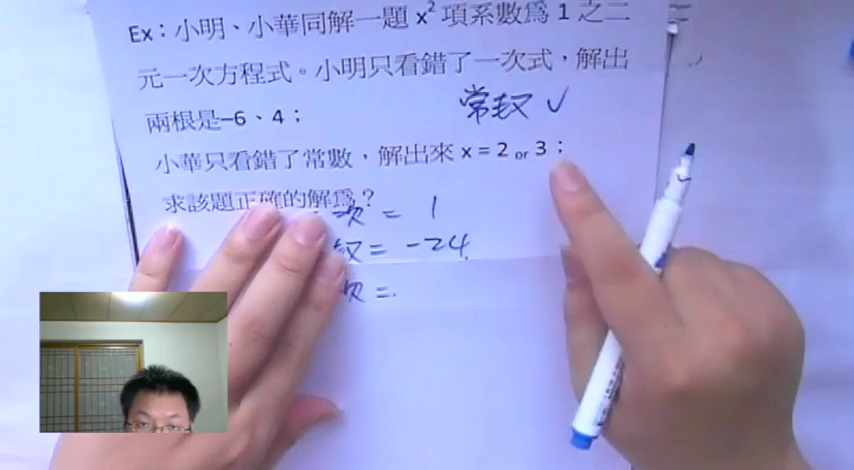 Ex：小明、小華同解一題 x² 項系數為 1 之二
元一次方程式。小明只看錯了一次式，解出
兩根是−6、4；
常数 ✓
小華只看錯了常數，解出來 x = 2 or 3；
求該題正確的解為？
次 = 1
= -24
次 =